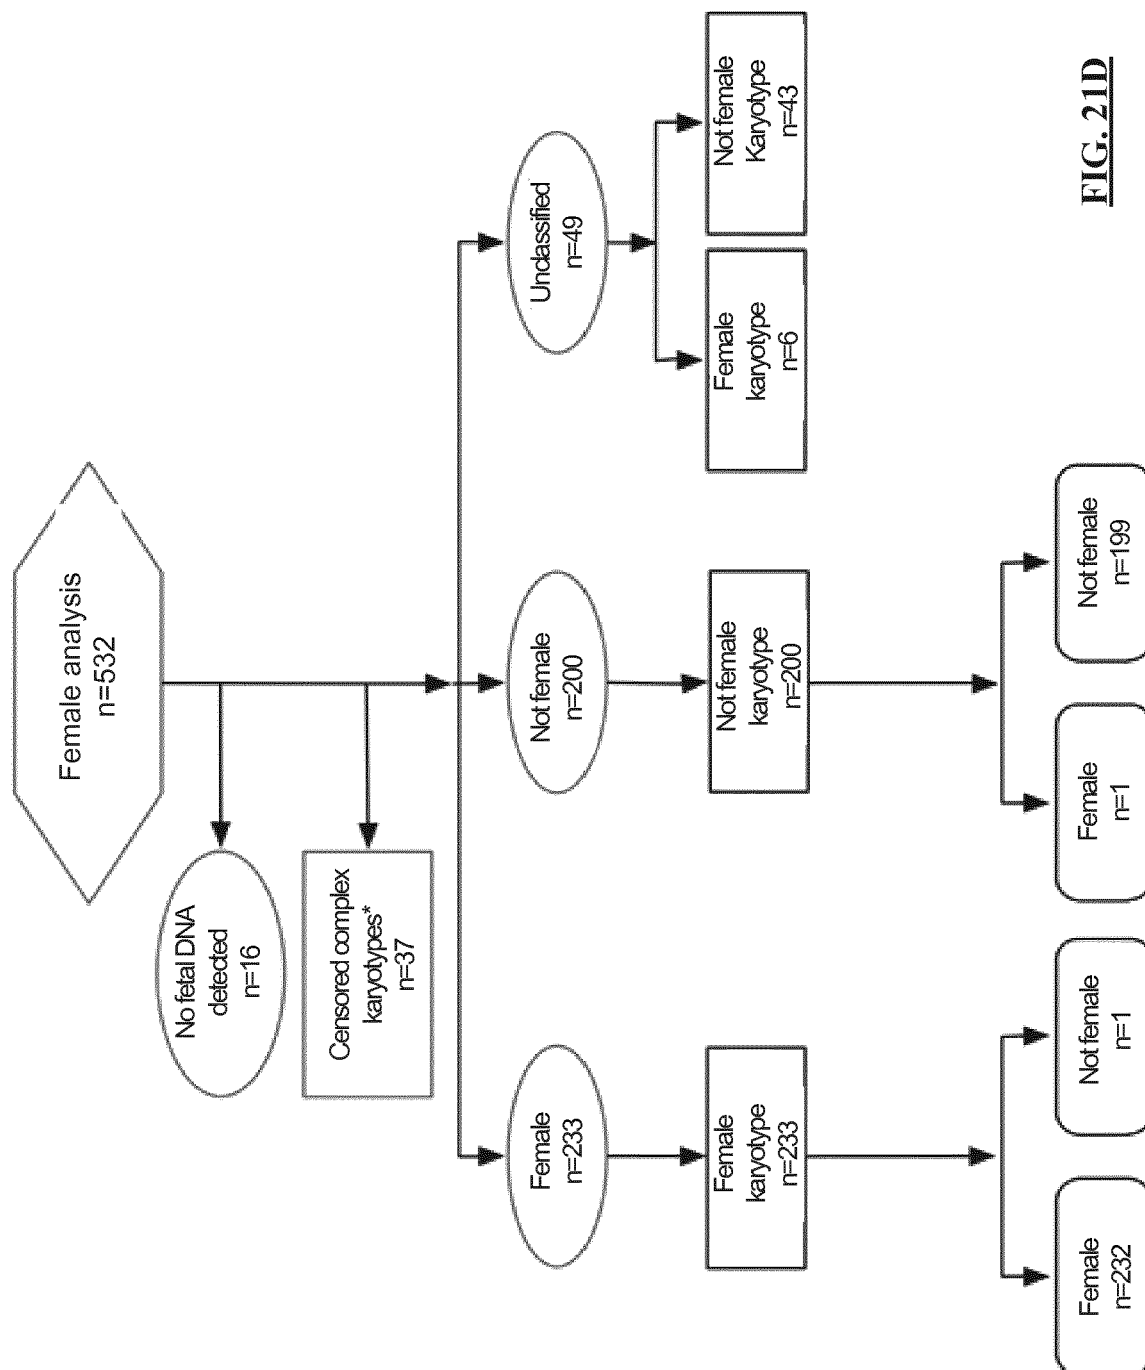 Female analysis
n=532
No fetal DNA
detected
n=16
Censored complex
karyotypes*
n=37
Female
n=233
Not female
n=200
Unclassified
n=49
Female
karyotype
n=233
Not female
karyotype
n=200
Female
karyotype
n=6
Not female
Karyotype
n=43
Female
n=232
Not female
n=1
Female
n=1
Not female
n=199
FIG. 21D